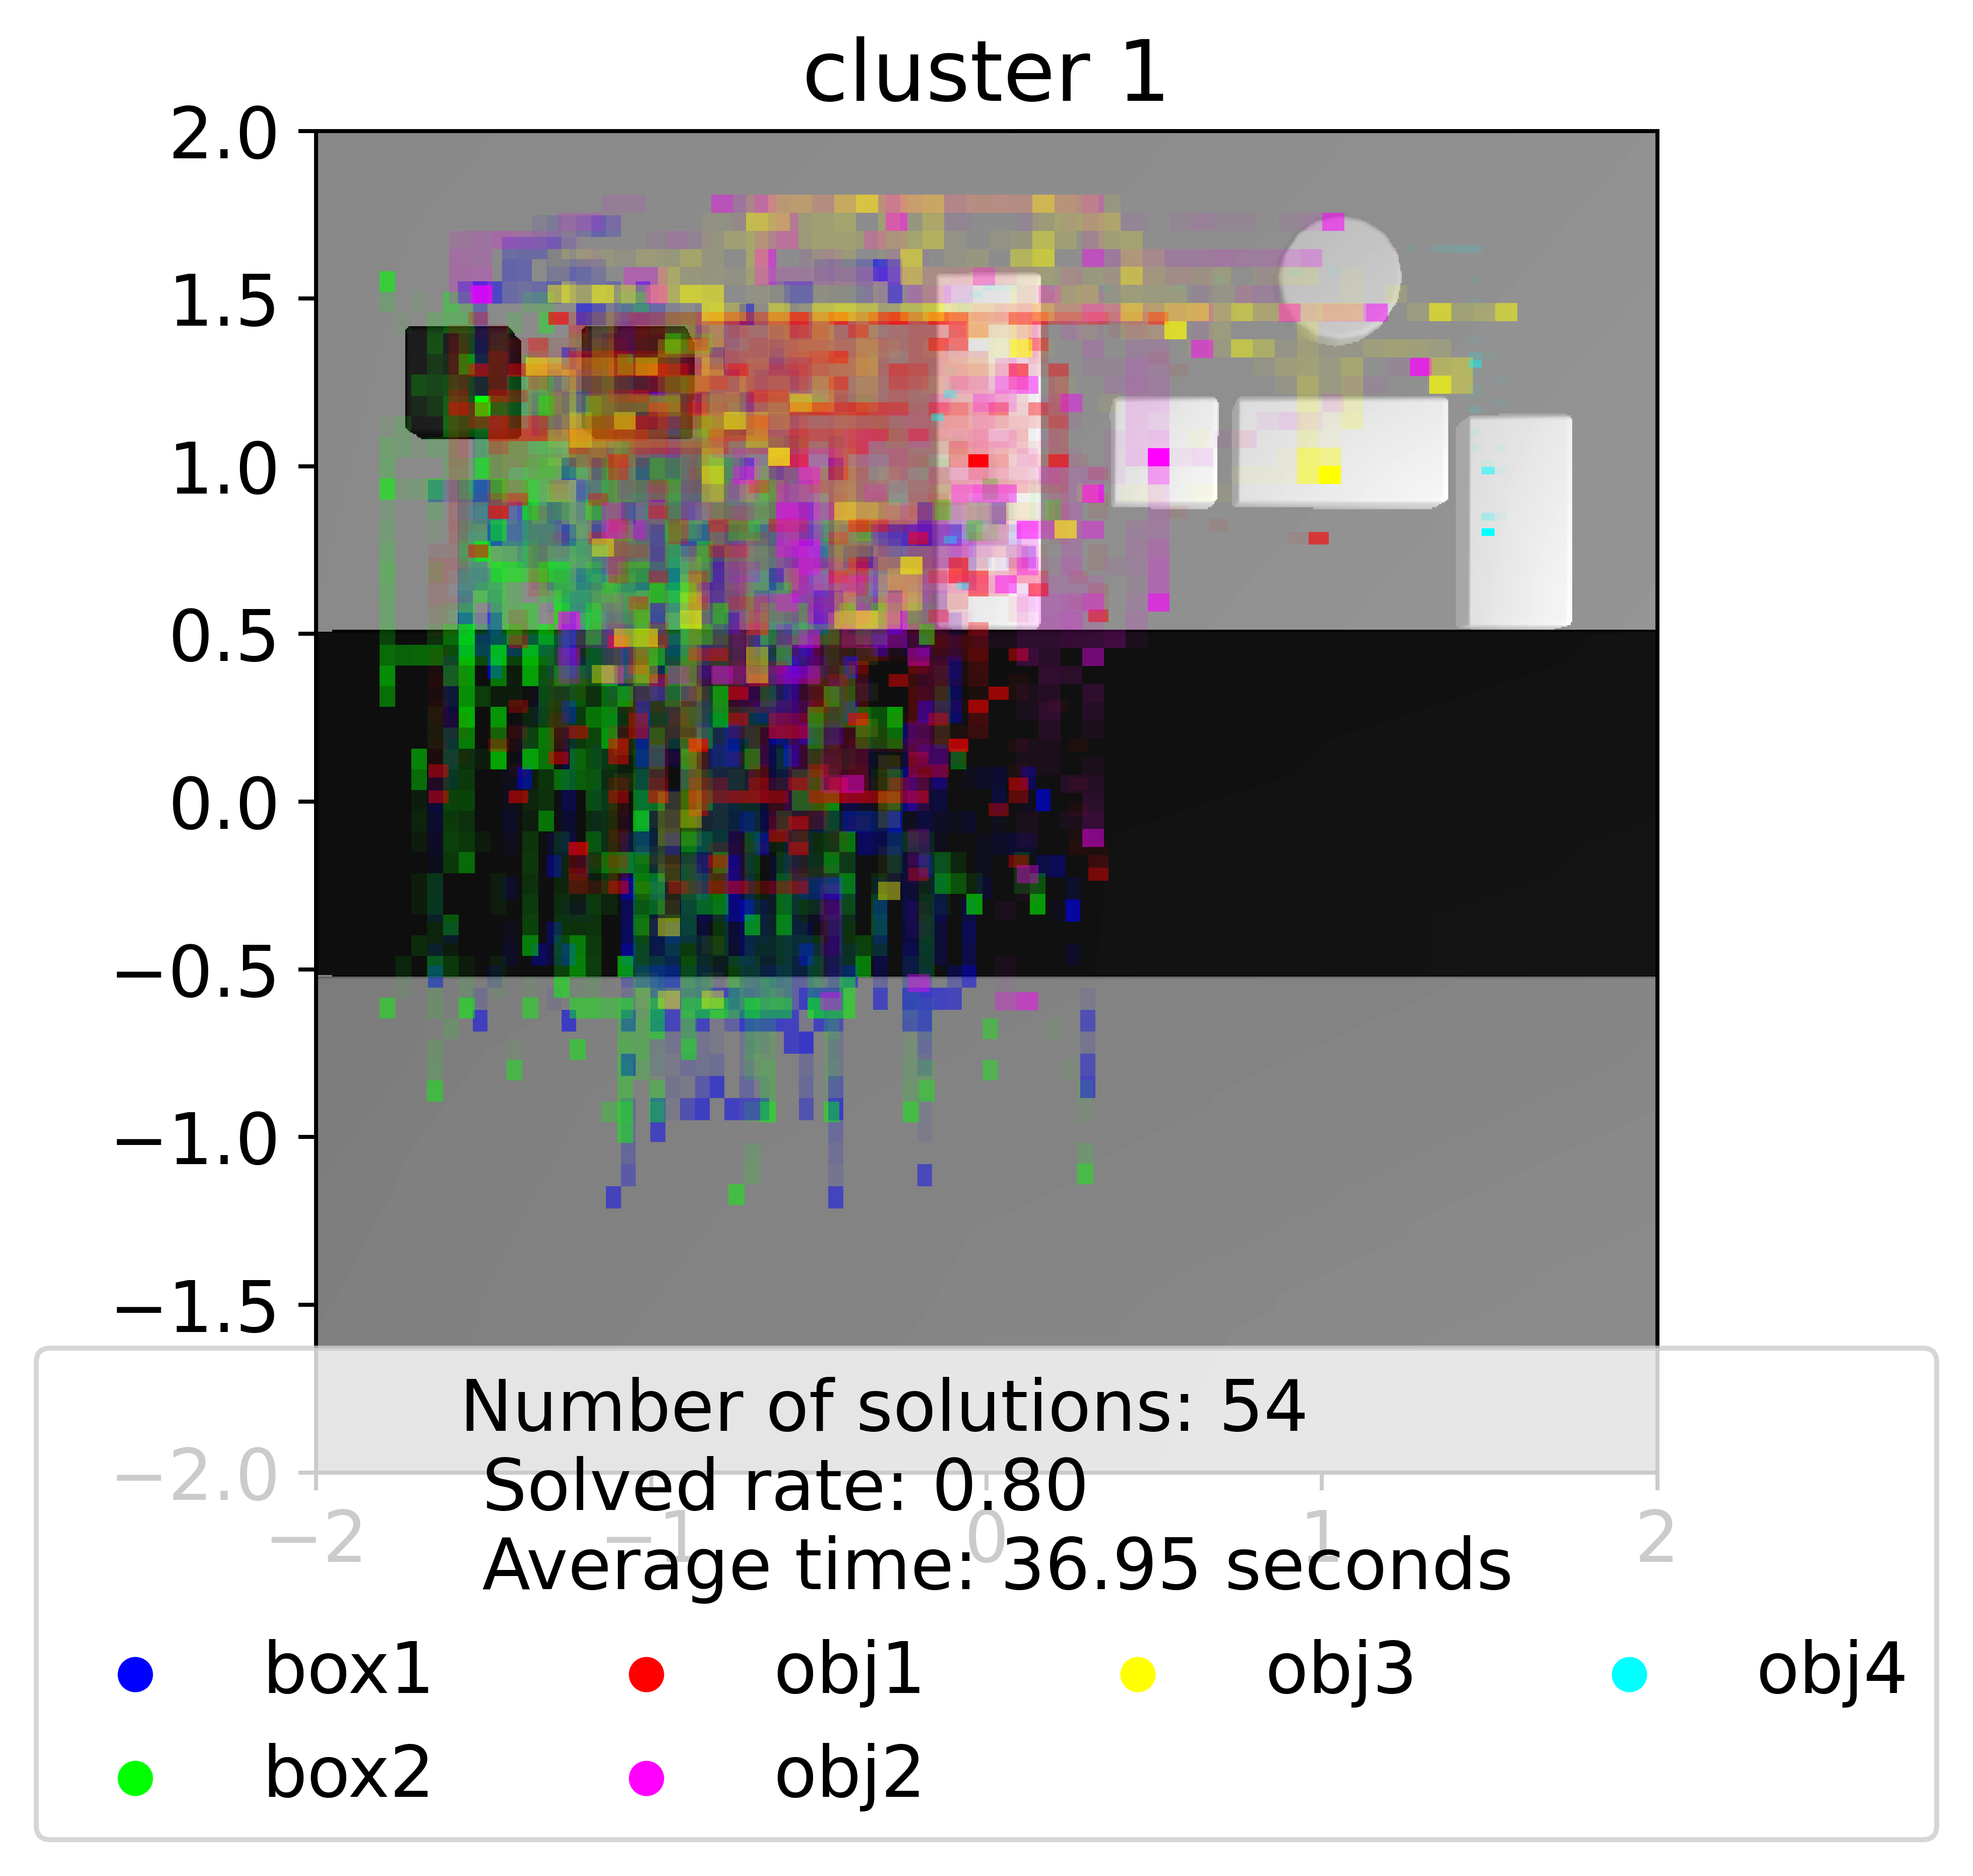 cluster 1
2.0
1.5
1.0
0.5
0.0
−0.5
−1.0
−1.5
−2.0
−2 −1 0 1 2
Number of solutions: 54
Solved rate: 0.80
Average time: 36.95 seconds
box1 obj1 obj3 obj4
box2 obj2